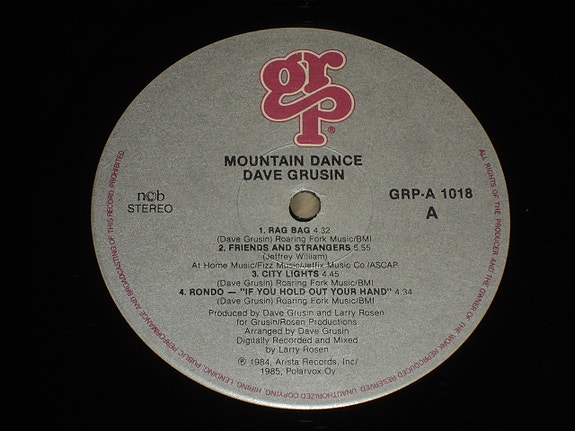 grp®
MOUNTAIN DANCE
DAVE GRUSIN
GRP-A 1018
A
ncb
STEREO
1. RAG BAG 4.32
(Dave Grusin) Roaring Fork Music/BMI
2. FRIENDS AND STRANGERS 5.55
(Jeffrey William)
At Home Music/Fizz Music/Jeffix Music Co./ASCAP
3. CITY LIGHTS 4.45
(Dave Grusin) Roaring Fork Music/BMI
4. RONDO — "IF YOU HOLD OUT YOUR HAND" 4.34
(Dave Grusin) Roaring Fork Music/BMI
Produced by Dave Grusin and Larry Rosen
for Grusin/Rosen Productions
Arranged by Dave Grusin
Digitally Recorded and Mixed
by Larry Rosen
℗ 1984, Arista Records, Inc/
1985, Polarvox Oy
ALL RIGHTS OF THE PRODUCER AND THE OWNER OF THE WORK REPRODUCED RESERVED. UNAUTHORIZED COPYING, HIRING, LENDING, PUBLIC PERFORMANCE AND BROADCASTING OF THIS RECORD PROHIBITED